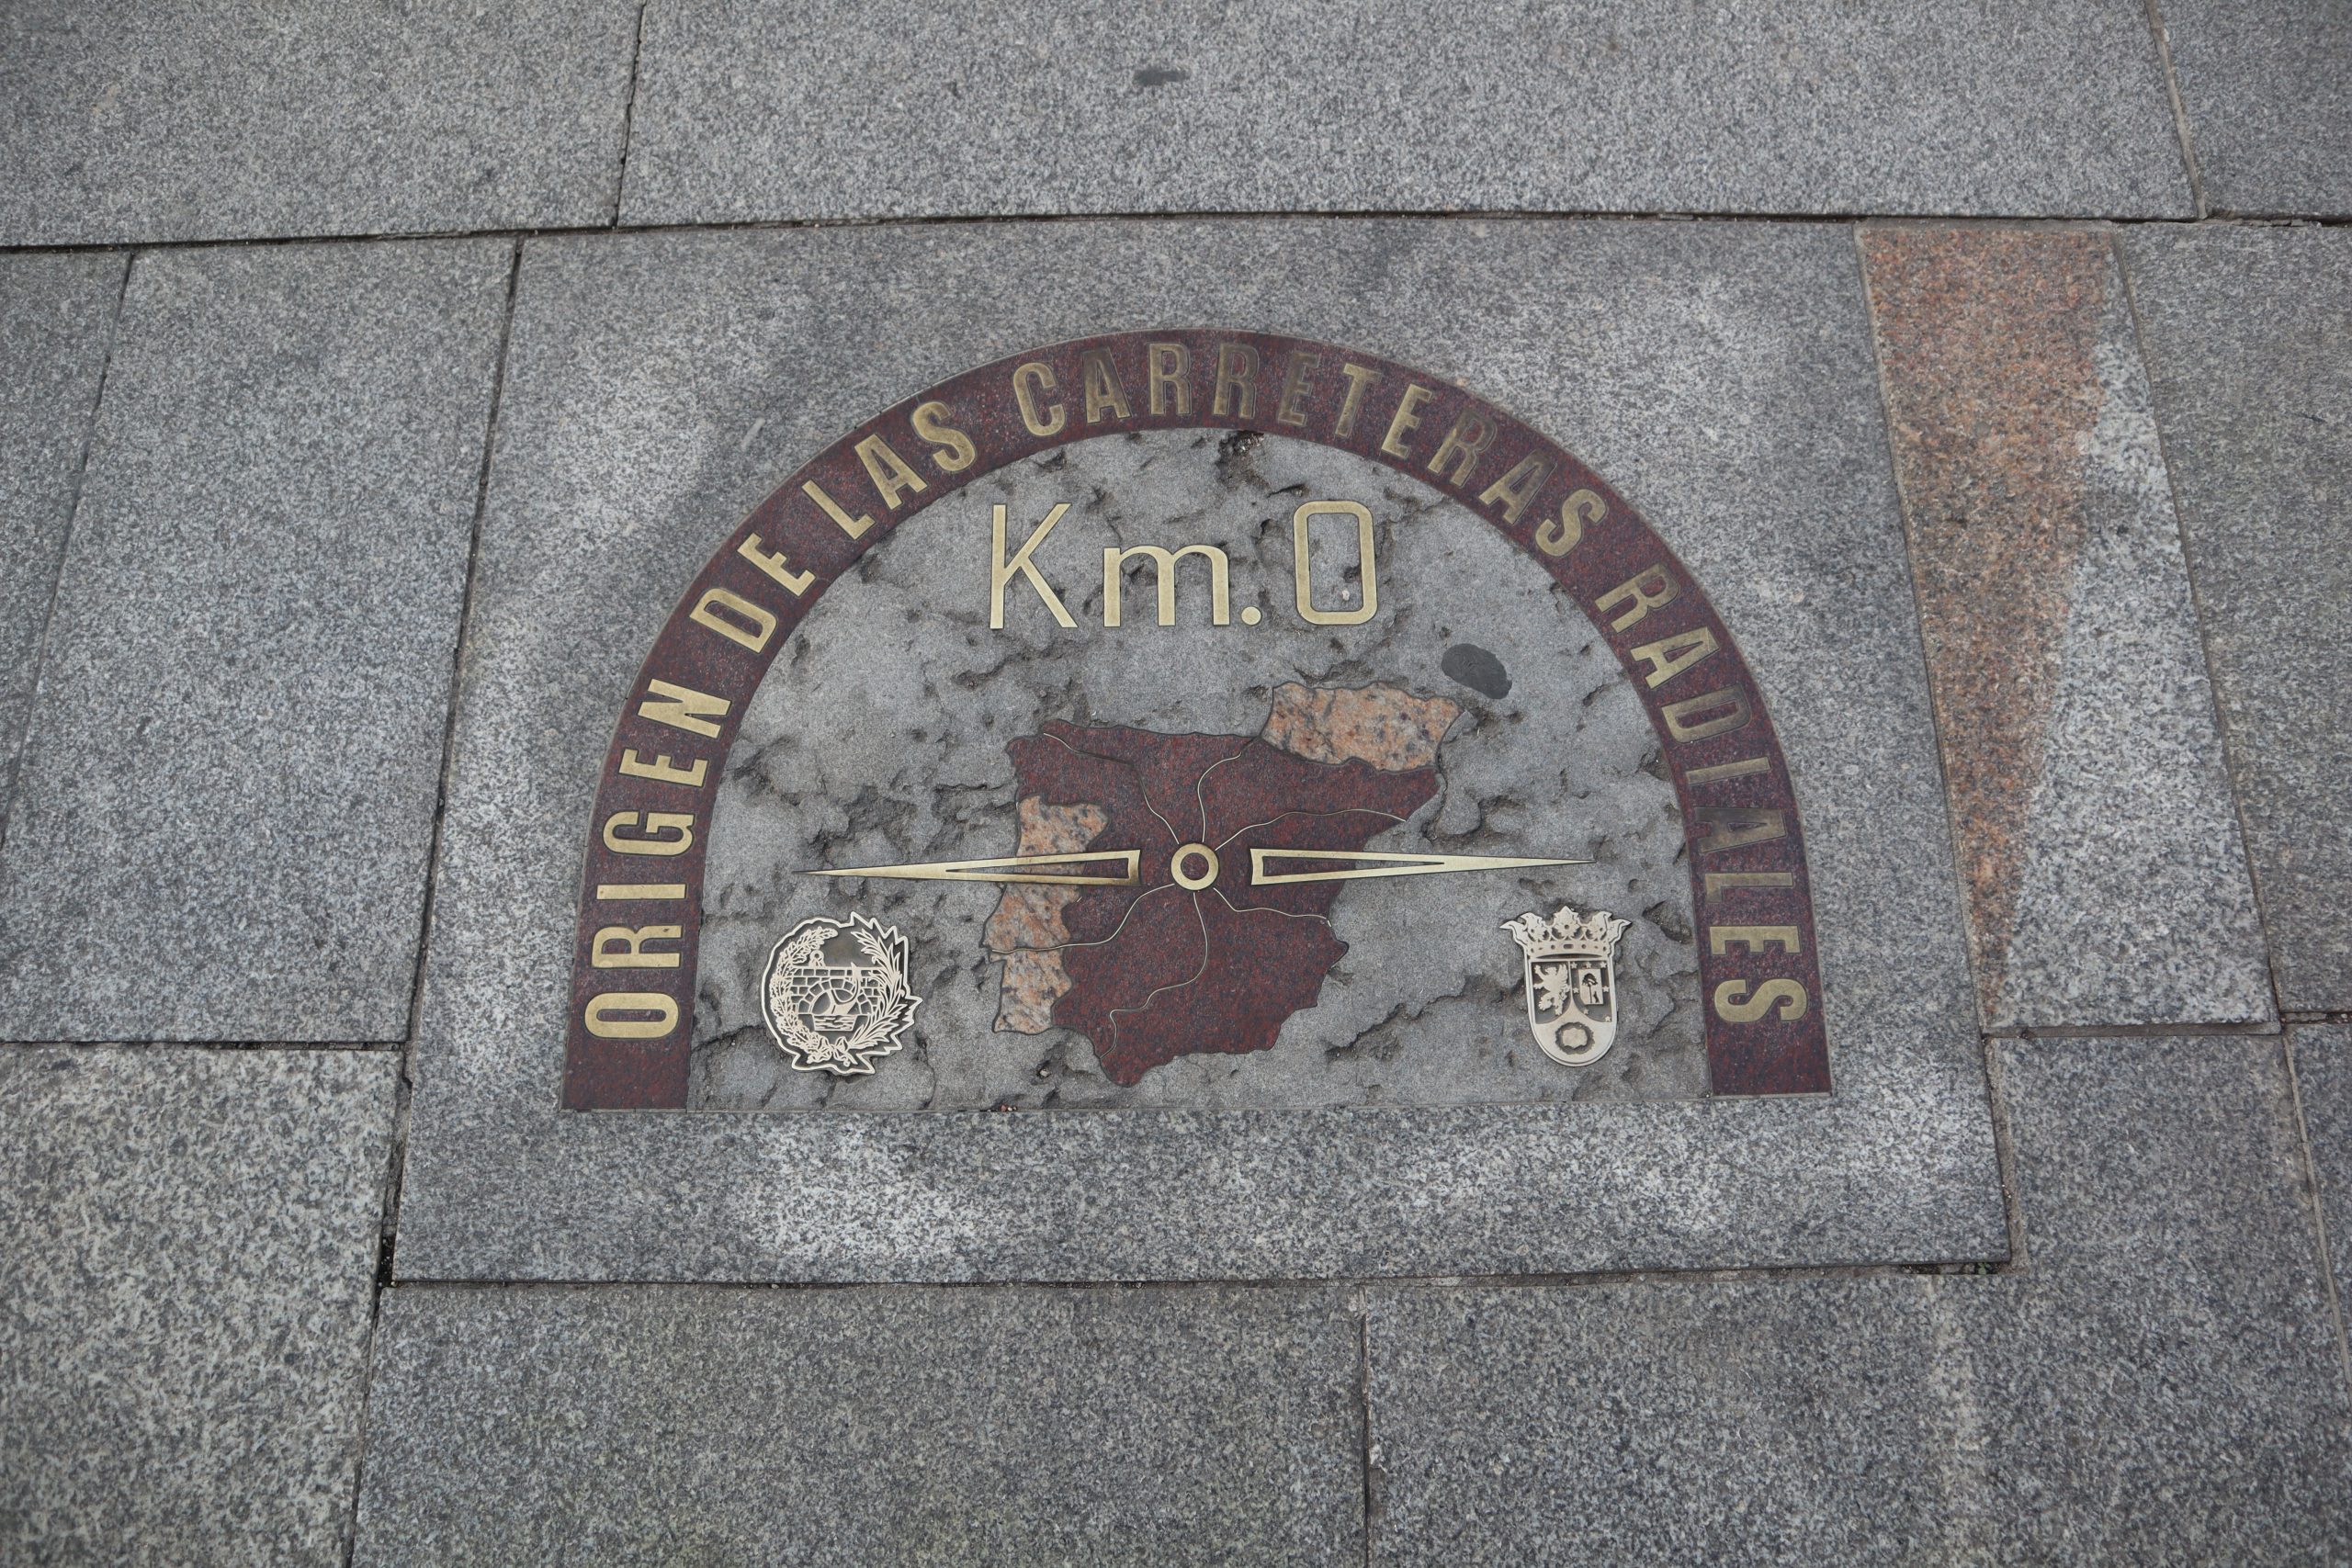 ORIGEN DE LAS CARRETERAS RADIALES
Km. 0